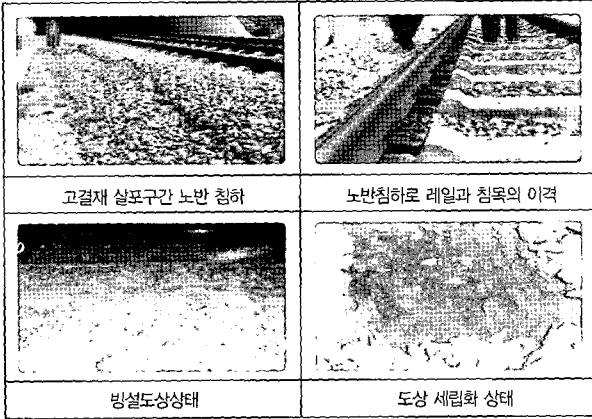 고결재 살포구간 노반 침하
노반침하로 레일과 침목의 이격
빙설도상상태
도상 세립화 상태